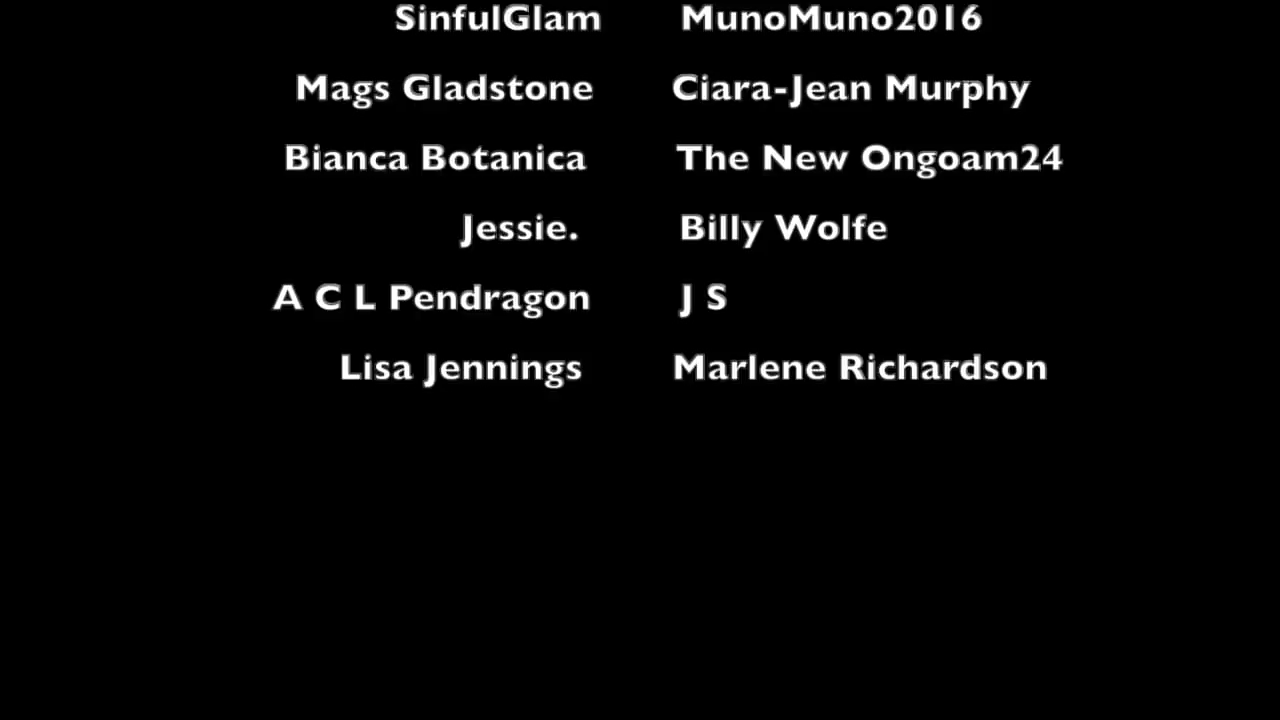 SinfulGlam MunoMuno2016
Mags Gladstone Ciara-Jean Murphy
Bianca Botanica The New Ongoam24
Jessie. Billy Wolfe
A C L Pendragon J S
Lisa Jennings Marlene Richardson